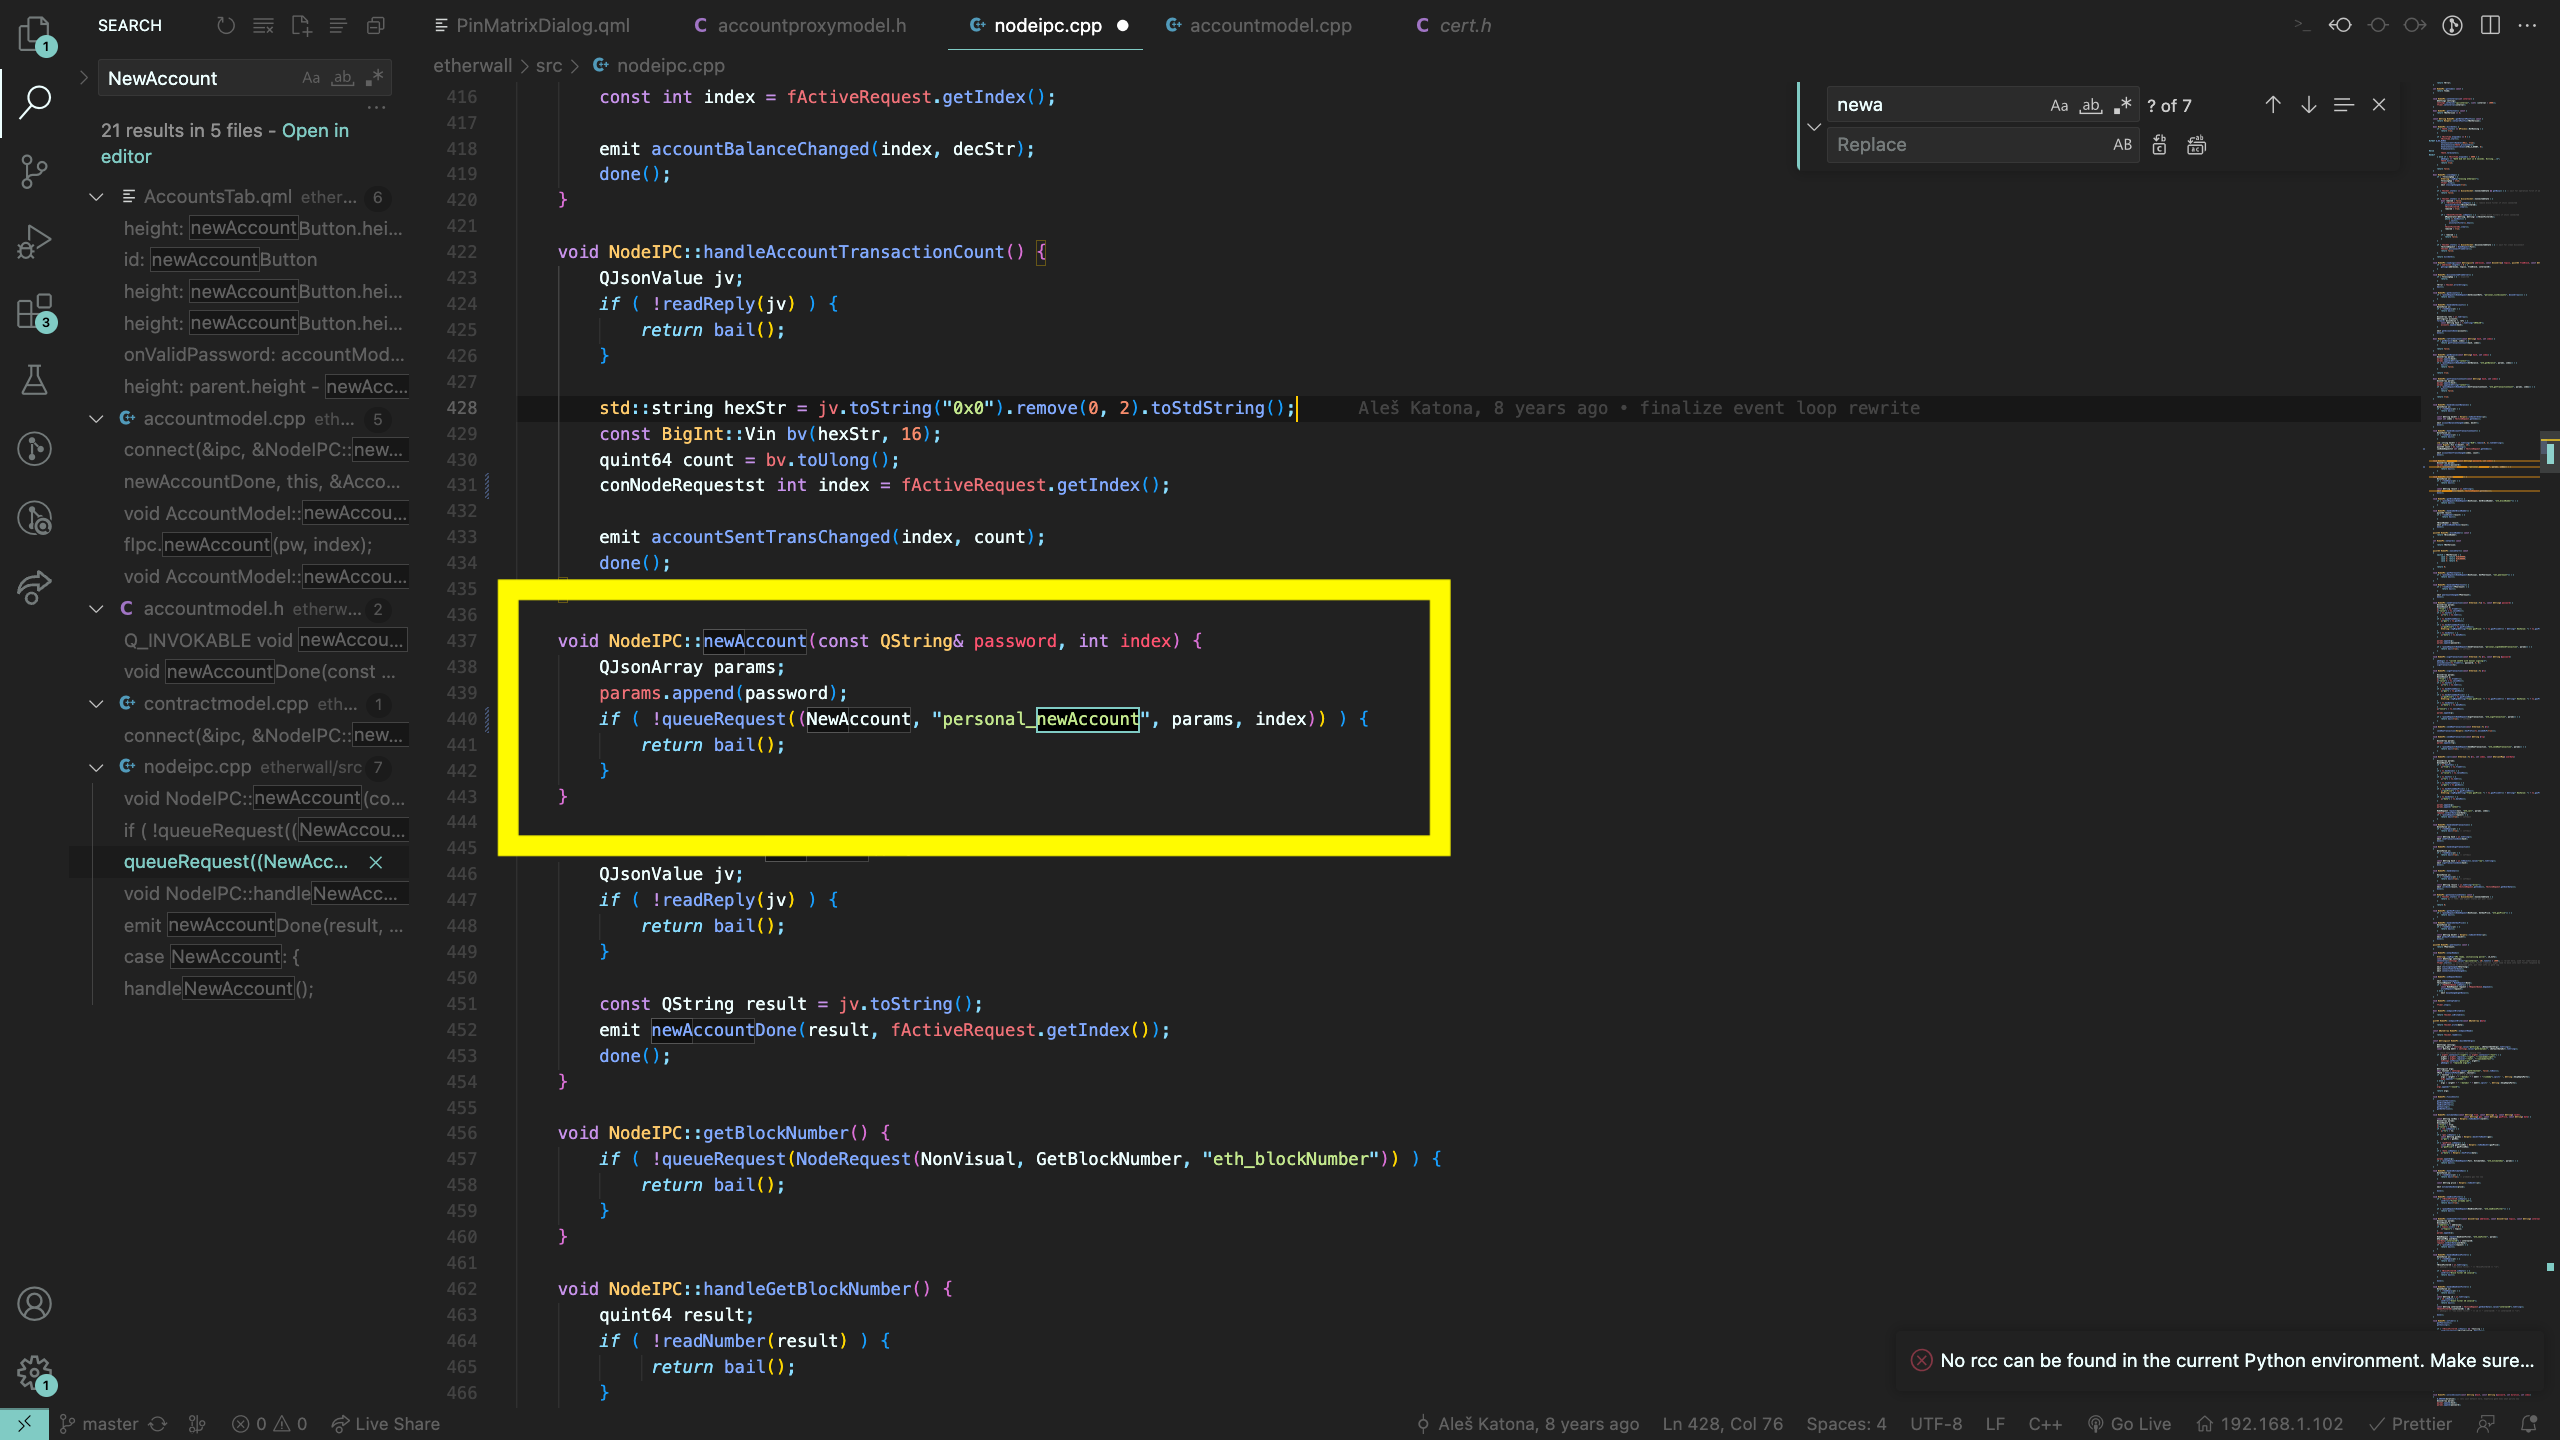 SEARCH
NewAccount
Aa ab .*
21 results in 5 files - Open in
editor
AccountsTab.qml ether... 6
height: newAccountButton.hei...
id: newAccountButton
height: newAccountButton.hei...
height: newAccountButton.hei...
onValidPassword: accountMod...
height: parent.height - newAcc...
accountmodel.cpp eth... 5
connect(&ipc, &NodeIPC::new...
newAccountDone, this, &Acco...
void AccountModel::newAccou...
fIpc.newAccount(pw, index);
void AccountModel::newAccou...
C accountmodel.h etherw... 2
Q_INVOKABLE void newAccou...
void newAccountDone(const ...
contractmodel.cpp eth... 1
connect(&ipc, &NodeIPC::new...
nodeipc.cpp etherwall/src 7
void NodeIPC::newAccount(co...
if ( !queueRequest((NewAccou...
queueRequest((NewAcc...
void NodeIPC::handleNewAcc...
emit newAccountDone(result, ...
case NewAccount: {
handleNewAccount();
1
3
1
PinMatrixDialog.qml
C accountproxymodel.h
nodeipc.cpp
accountmodel.cpp
C cert.h
etherwall > src > nodeipc.cpp
newa
Aa ab .* ? of 7
Replace
AB
416 const int index = fActiveRequest.getIndex();
417
418 emit accountBalanceChanged(index, decStr);
419 done();
420 }
421
422 void NodeIPC::handleAccountTransactionCount() {
423 QJsonValue jv;
424 if ( !readReply(jv) ) {
425 return bail();
426 }
427
428 std::string hexStr = jv.toString("0x0").remove(0, 2).toStdString(); Aleš Katona, 8 years ago • finalize event loop rewrite
429 const BigInt::Vin bv(hexStr, 16);
430 quint64 count = bv.toUlong();
431 conNodeRequestst int index = fActiveRequest.getIndex();
432
433 emit accountSentTransChanged(index, count);
434 done();
435
436
437 void NodeIPC::newAccount(const QString& password, int index) {
438 QJsonArray params;
439 params.append(password);
440 if ( !queueRequest((NewAccount, "personal_newAccount", params, index)) ) {
441 return bail();
442 }
443 }
444
445
446 QJsonValue jv;
447 if ( !readReply(jv) ) {
448 return bail();
449 }
450
451 const QString result = jv.toString();
452 emit newAccountDone(result, fActiveRequest.getIndex());
453 done();
454 }
455
456 void NodeIPC::getBlockNumber() {
457 if ( !queueRequest(NodeRequest(NonVisual, GetBlockNumber, "eth_blockNumber")) ) {
458 return bail();
459 }
460 }
461
462 void NodeIPC::handleGetBlockNumber() {
463 quint64 result;
464 if ( !readNumber(result) ) {
465 return bail();
466 }
No rcc can be found in the current Python environment. Make sure...
master 0 0 Live Share
Aleš Katona, 8 years ago Ln 428, Col 76 Spaces: 4 UTF-8 LF C++ Go Live 192.168.1.102 Prettier